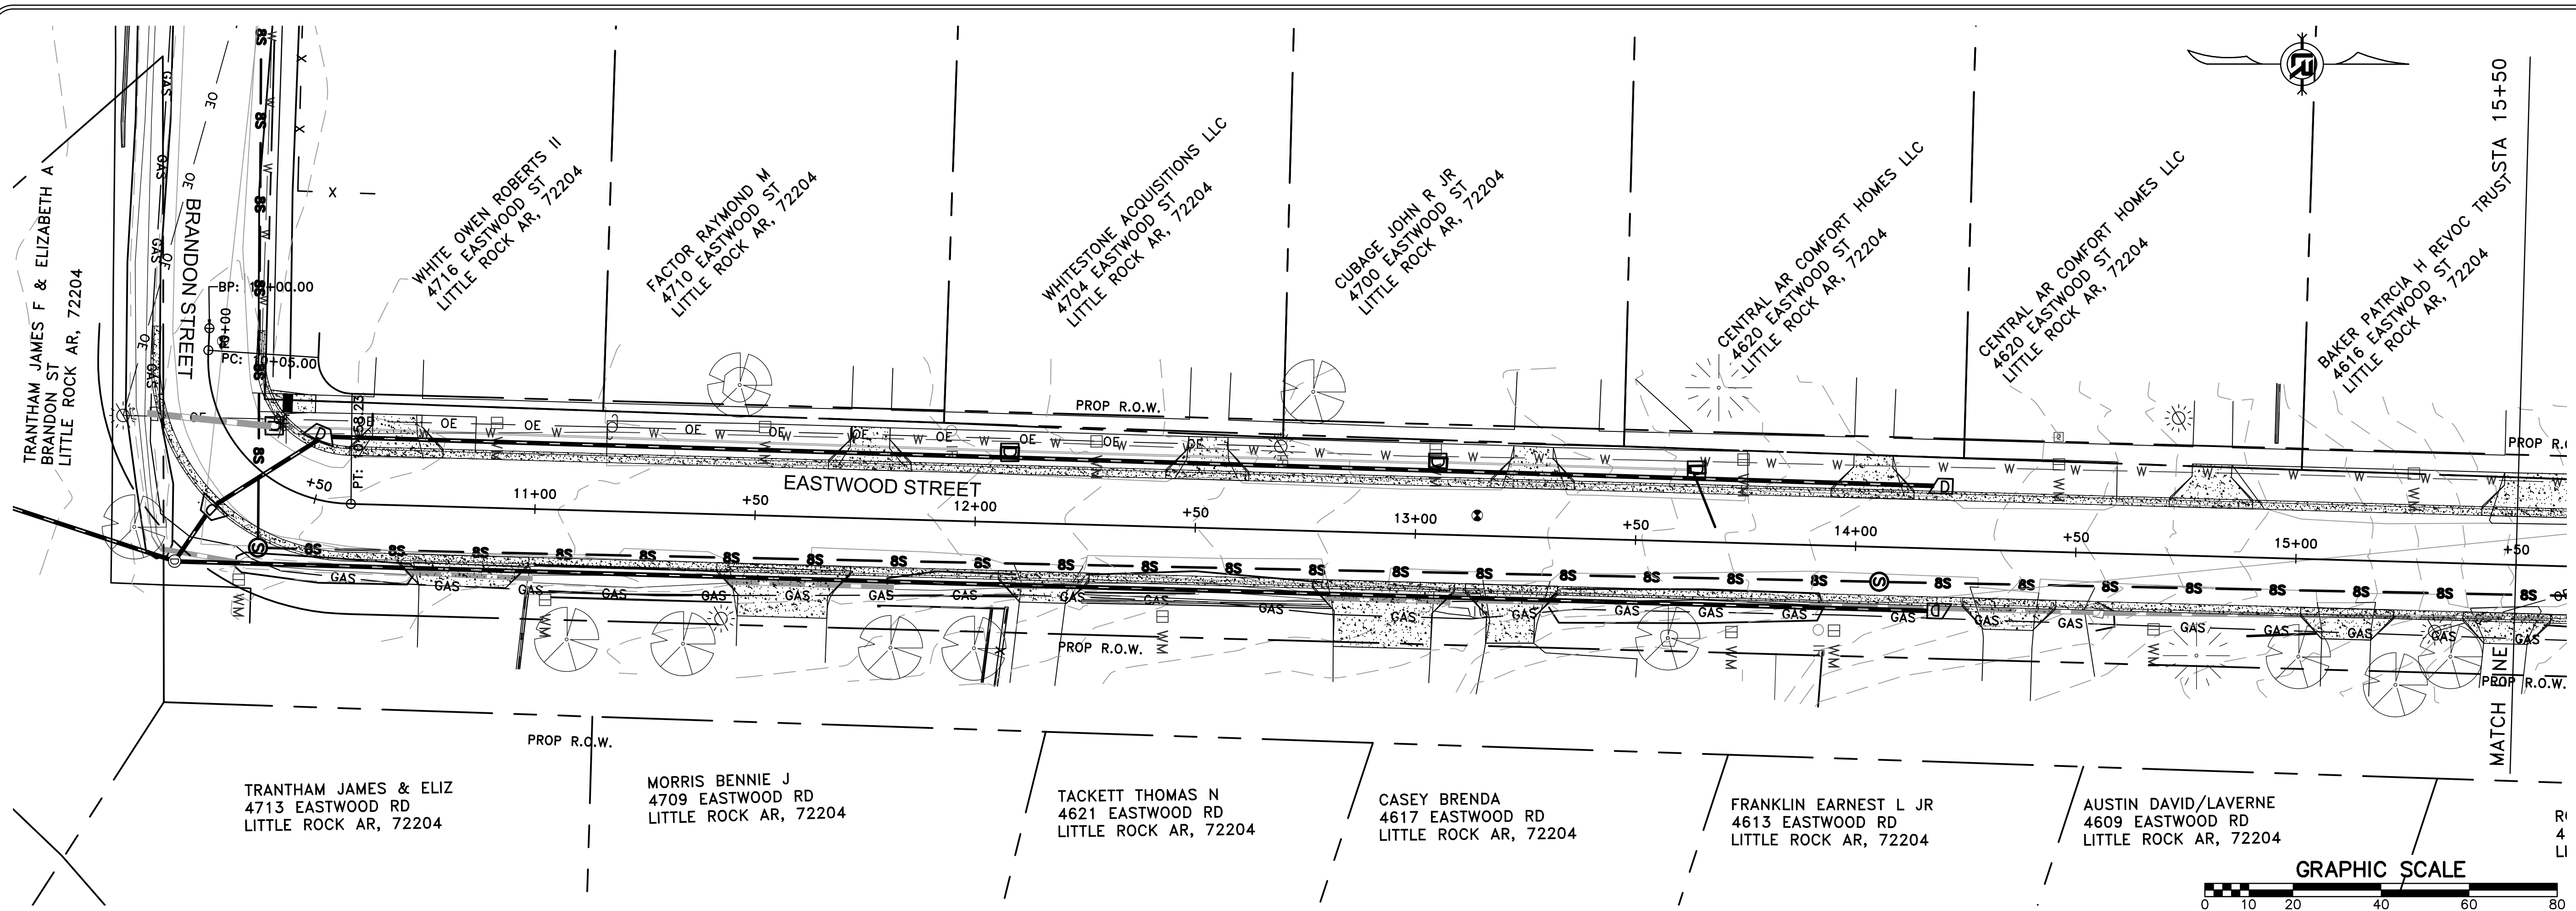 TRANTHAM JAMES F & ELIZABETH A
BRANDON ST
LITTLE ROCK AR, 72204
BRANDON STREET
WHITE OWEN ROBERTS II
4716 EASTWOOD ST
LITTLE ROCK AR, 72204
FACTOR RAYMOND M
4710 EASTWOOD ST
LITTLE ROCK AR, 72204
WHITESTONE ACQUISITIONS LLC
4704 EASTWOOD ST
LITTLE ROCK AR, 72204
CUBAGE JOHN R JR
4700 EASTWOOD ST
LITTLE ROCK AR, 72204
CENTRAL AR COMFORT HOMES LLC
4620 EASTWOOD ST
LITTLE ROCK AR, 72204
CENTRAL AR COMFORT HOMES LLC
4620 EASTWOOD ST
LITTLE ROCK AR, 72204
BAKER PATRCIA H REVOC TRUST
4616 EASTWOOD ST
LITTLE ROCK AR, 72204
MATCH LINE STA 15+50
PC: 10+05.00
PROP R.O.W.
EASTWOOD STREET
+50
11+00
+50
12+00
+50
13+00
+50
14+00
+50
15+00
+50
8S
GAS
OE
W
WM
PROP R.O.W.
PROP R.O.W.
PROP R.O.W.
TRANTHAM JAMES & ELIZ
4713 EASTWOOD RD
LITTLE ROCK AR, 72204
MORRIS BENNIE J
4709 EASTWOOD RD
LITTLE ROCK AR, 72204
TACKETT THOMAS N
4621 EASTWOOD RD
LITTLE ROCK AR, 72204
CASEY BRENDA
4617 EASTWOOD RD
LITTLE ROCK AR, 72204
FRANKLIN EARNEST L JR
4613 EASTWOOD RD
LITTLE ROCK AR, 72204
AUSTIN DAVID/LAVERNE
4609 EASTWOOD RD
LITTLE ROCK AR, 72204
GRAPHIC SCALE
0 10 20 40 60 80